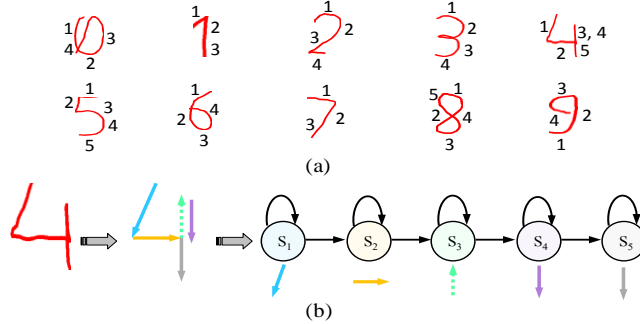 1 1 1 1 1
0 3 1 2 2 2 3 2 4 3, 4
4 3 3 3 2 5
2 4 4
1 1 1 5 1 3
2 5 3 2 6 4 7 2 2 8 4 4 9 2
4 3
5 3 3 1
(a)
4 S1 S2 S3 S4 S5
(b)